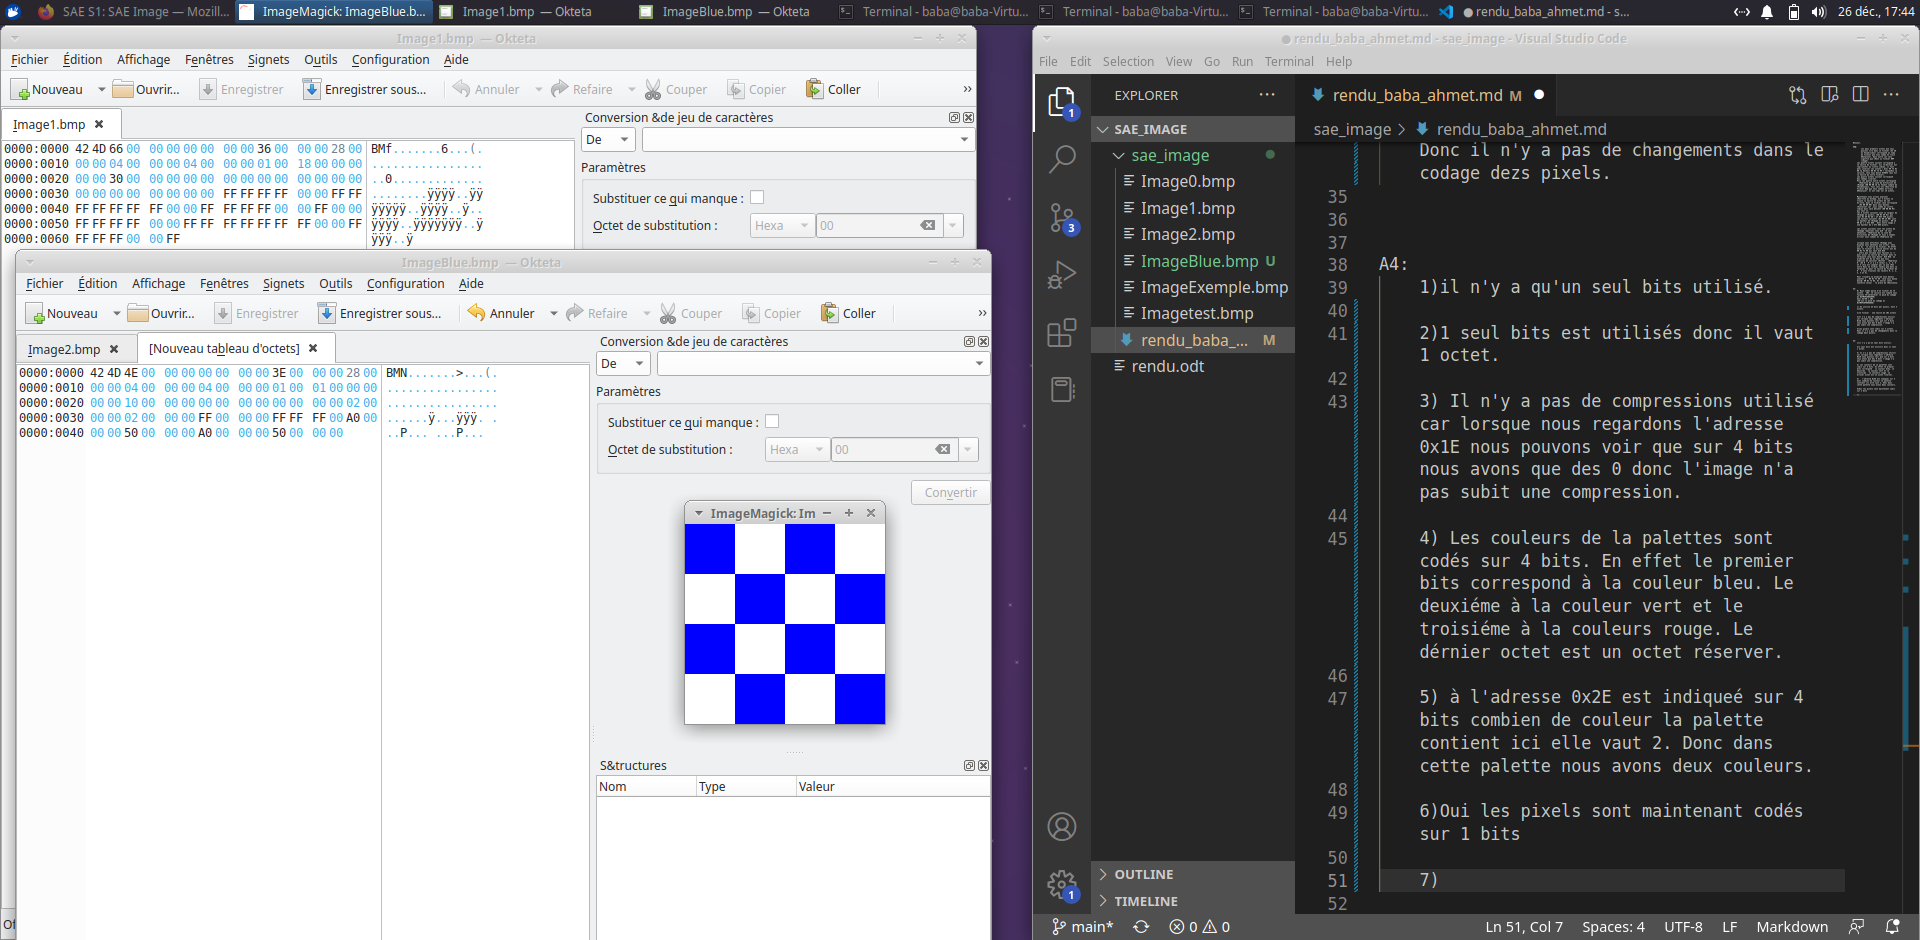 SAE S1: SAE Image — Mozill...
ImageMagick: ImageBlue.b...
Image1.bmp — Okteta
ImageBlue.bmp — Okteta
Terminal - baba@baba-Virtu...
Terminal - baba@baba-Virtu...
Terminal - baba@baba-Virtu...
rendu_baba_ahmet.md - s...
26 déc., 17:44
Image1.bmp — Okteta
Fichier Édition Affichage Fenêtres Signets Outils Configuration Aide
Nouveau Ouvrir... Enregistrer Enregistrer sous... Annuler Refaire Couper Copier Coller »
Image1.bmp
0000:0000 42 4D 66 00 00 00 00 00 00 00 36 00 00 00 28 00 BMf.......6...(.
0000:0010 00 00 04 00 00 00 04 00 00 00 01 00 18 00 00 00 ................
0000:0020 00 00 30 00 00 00 00 00 00 00 00 00 00 00 00 00 ..0.............
0000:0030 00 00 00 00 00 00 FF FF FF FF FF 00 00 FF FF ........ÿÿÿÿ..ÿÿ
0000:0040 FF FF FF FF FF 00 00 FF FF FF FF 00 00 FF 00 00 ÿÿÿÿÿ..ÿÿÿÿ..ÿ..
0000:0050 FF FF FF FF 00 00 FF FF FF FF FF FF FF 00 00 FF ÿÿÿÿ..ÿÿÿÿÿÿÿ..ÿ
0000:0060 FF FF FF 00 00 FF ÿÿÿ..ÿ
Conversion &de jeu de caractères
De
Paramètres
Substituer ce qui manque :
Octet de substitution : Hexa 00
ImageBlue.bmp — Okteta
Fichier Édition Affichage Fenêtres Signets Outils Configuration Aide
Nouveau Ouvrir... Enregistrer Enregistrer sous... Annuler Refaire Couper Copier Coller »
Image2.bmp
[Nouveau tableau d'octets]
0000:0000 42 4D 4E 00 00 00 00 00 00 00 3E 00 00 00 28 00 BMN.......>...(.
0000:0010 00 00 04 00 00 00 04 00 00 00 01 00 01 00 00 00 ................
0000:0020 00 00 10 00 00 00 00 00 00 00 00 00 00 00 02 00 ................
0000:0030 00 00 02 00 00 00 FF 00 00 00 FF FF FF 00 A0 00 ......ÿ...ÿÿÿ. .
0000:0040 00 00 50 00 00 00 A0 00 00 00 50 00 00 00 ..P... ...P...
Conversion &de jeu de caractères
De
Paramètres
Substituer ce qui manque :
Octet de substitution : Hexa 00
Convertir
ImageMagick: Im
S&tructures
Nom Type Valeur
Of
rendu_baba_ahmet.md - sae_image - Visual Studio Code
File Edit Selection View Go Run Terminal Help
EXPLORER
SAE_IMAGE
sae_image
Image0.bmp
Image1.bmp
Image2.bmp
ImageBlue.bmp U
ImageExemple.bmp
Imagetest.bmp
rendu_baba_... M
rendu.odt
OUTLINE
TIMELINE
1
3
1
rendu_baba_ahmet.md M
sae_image > rendu_baba_ahmet.md
Donc il n'y a pas de changements dans le
codage dezs pixels.
35
36
37
38 A4:
39 1)il n'y a qu'un seul bits utilisé.
40
41 2)1 seul bits est utilisés donc il vaut
1 octet.
42
43 3) Il n'y a pas de compressions utilisé
car lorsque nous regardons l'adresse
0x1E nous pouvons voir que sur 4 bits
nous avons que des 0 donc l'image n'a
pas subit une compression.
44
45 4) Les couleurs de la palettes sont
codés sur 4 bits. En effet le premier
bits correspond à la couleur bleu. Le
deuxiéme à la couleur vert et le
troisiéme à la couleurs rouge. Le
dérnier octet est un octet réserver.
46
47 5) à l'adresse 0x2E est indiqueé sur 4
bits combien de couleur la palette
contient ici elle vaut 2. Donc dans
cette palette nous avons deux couleurs.
48
49 6)Oui les pixels sont maintenant codés
sur 1 bits
50
51 7)
52
main* 0 0 Ln 51, Col 7 Spaces: 4 UTF-8 LF Markdown